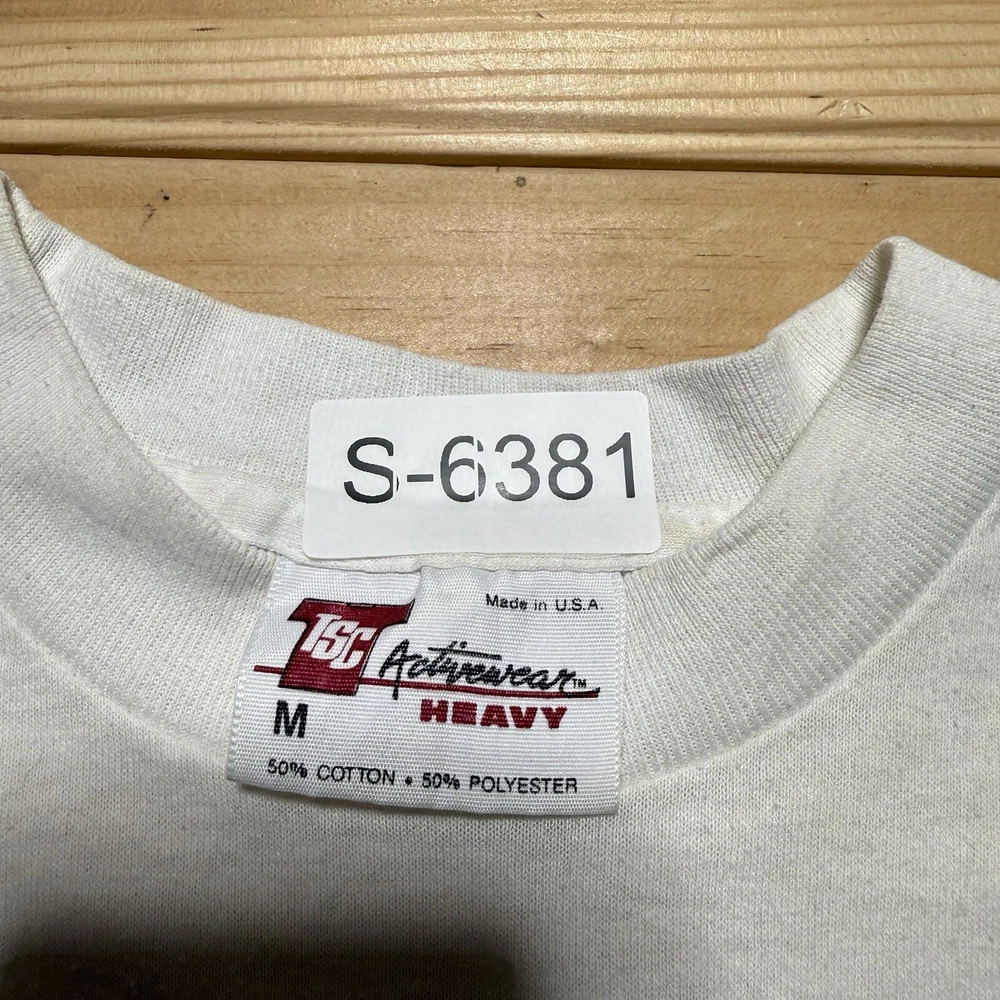 S-6381
Made in U.S.A.
TSC Activewear™
HEAVY
M
50% COTTON • 50% POLYESTER